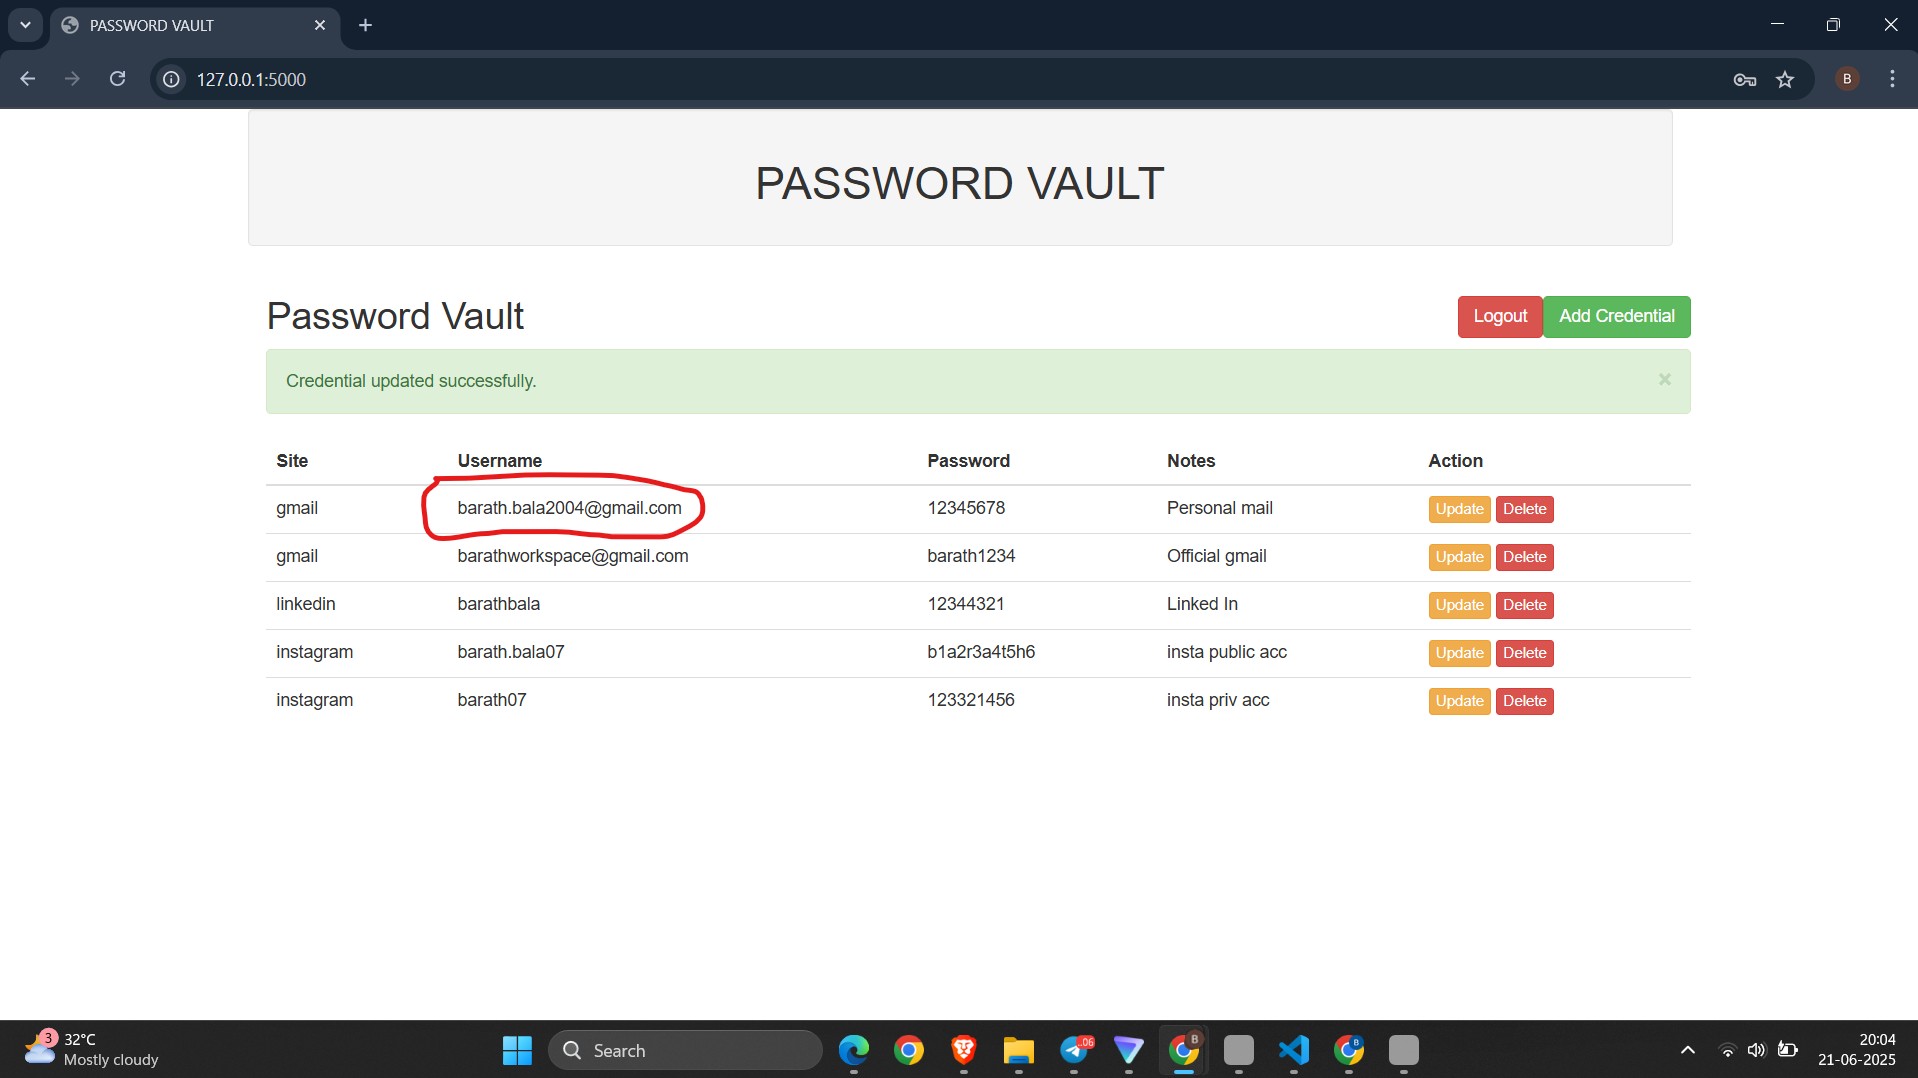 PASSWORD VAULT
127.0.0.1:5000
B
PASSWORD VAULT
Password Vault
Logout Add Credential
Credential updated successfully.
Site Username Password Notes Action
gmail barath.bala2004@gmail.com 12345678 Personal mail Update Delete
gmail barathworkspace@gmail.com barath1234 Official gmail Update Delete
linkedin barathbala 12344321 Linked In Update Delete
instagram barath.bala07 b1a2r3a4t5h6 insta public acc Update Delete
instagram barath07 123321456 insta priv acc Update Delete
3 32°C
Mostly cloudy
Search
..06
B
B
20:04
21-06-2025